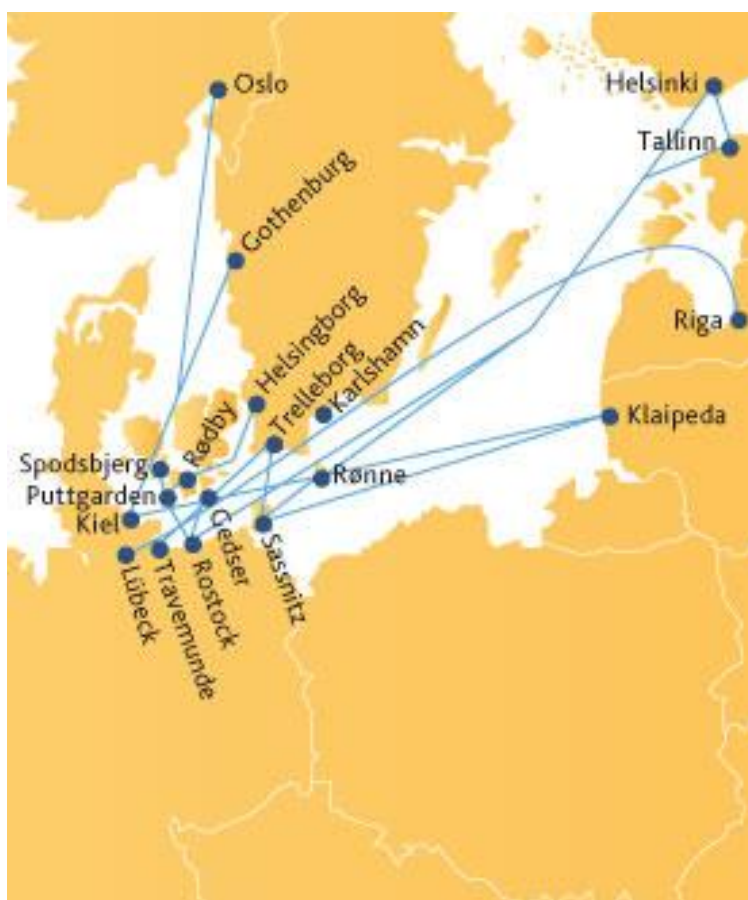 Oslo
Helsinki
Tallinn
Gothenburg
Riga
Helsingborg
Trelleborg
Karlshamn
Rødby
Klaipeda
Spodsbjerg
Rønne
Puttgarden
Kiel
Gedser
Sassnitz
Lübeck
Travemunde
Rostock